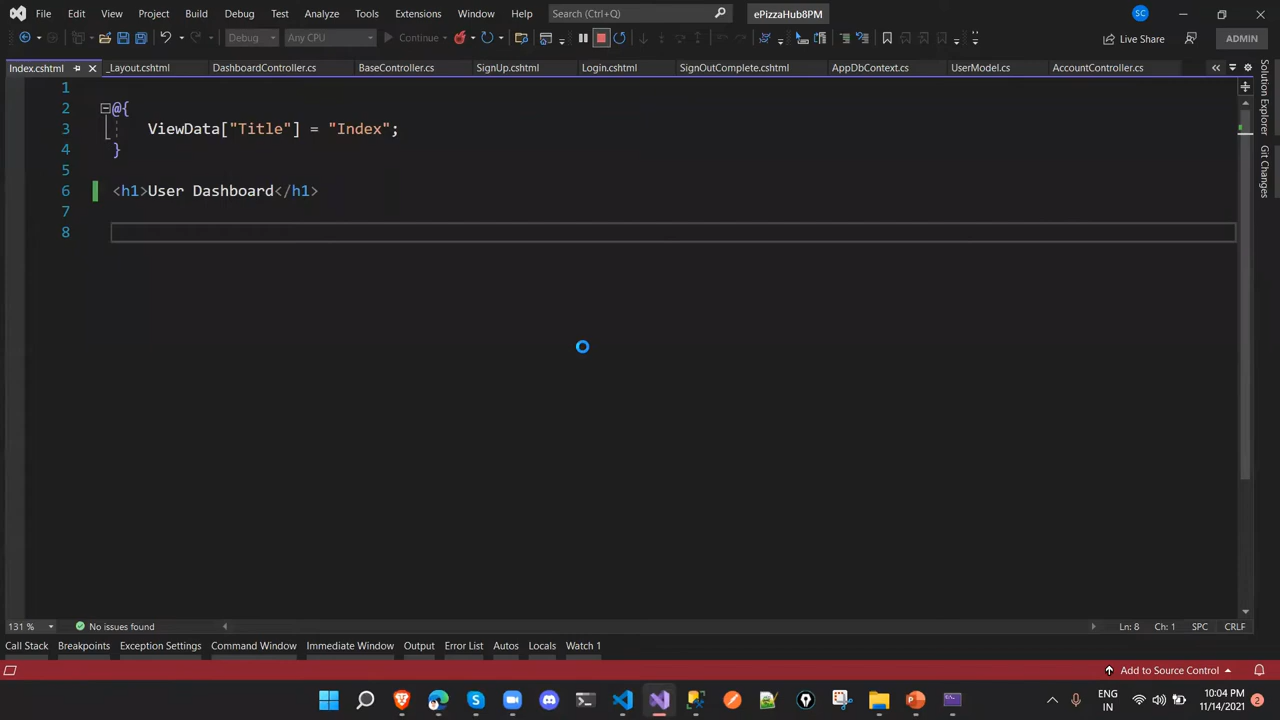 File Edit View Project Build Debug Test Analyze Tools Extensions Window Help Search (Ctrl+Q) ePizzaHub8PM SC
Debug Any CPU Continue Live Share ADMIN
Index.cshtml _Layout.cshtml DashboardController.cs BaseController.cs SignUp.cshtml Login.cshtml SignOutComplete.cshtml AppDbContext.cs UserModel.cs AccountController.cs
1
2 @{
3 ViewData["Title"] = "Index";
4 }
5
6 <h1>User Dashboard</h1>
7
8
Solution Explorer
Git Changes
131 % No issues found Ln: 8 Ch: 1 SPC CRLF
Call Stack Breakpoints Exception Settings Command Window Immediate Window Output Error List Autos Locals Watch 1
Add to Source Control
ENG 10:04 PM
IN 11/14/2021 2